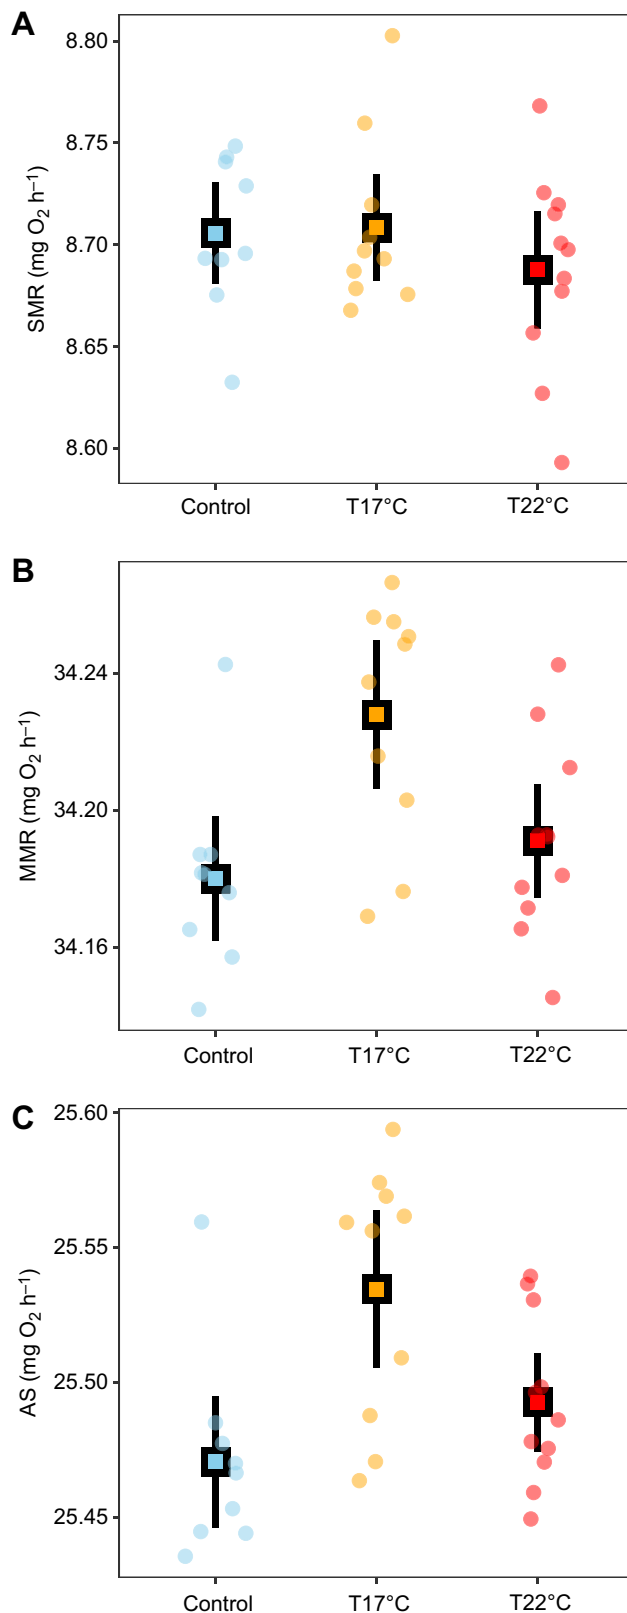 A
8.80
8.75
8.70
8.65
8.60
SMR (mg O₂ h⁻¹)
Control T17°C T22°C
B
34.24
34.20
34.16
MMR (mg O₂ h⁻¹)
Control T17°C T22°C
C
25.60
25.55
25.50
25.45
AS (mg O₂ h⁻¹)
Control T17°C T22°C